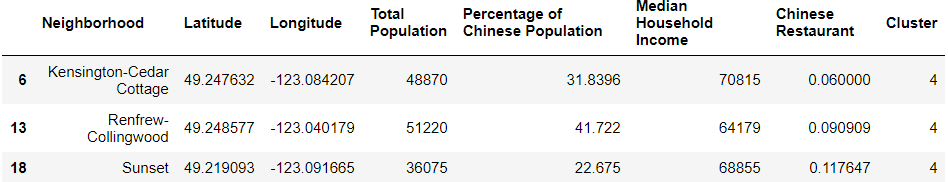 Neighborhood Latitude Longitude Total Population Percentage of Chinese Population Median Household Income Chinese Restaurant Cluster
6 Kensington-Cedar Cottage 49.247632 -123.084207 48870 31.8396 70815 0.060000 4
13 Renfrew-Collingwood 49.248577 -123.040179 51220 41.722 64179 0.090909 4
18 Sunset 49.219093 -123.091665 36075 22.675 68855 0.117647 4